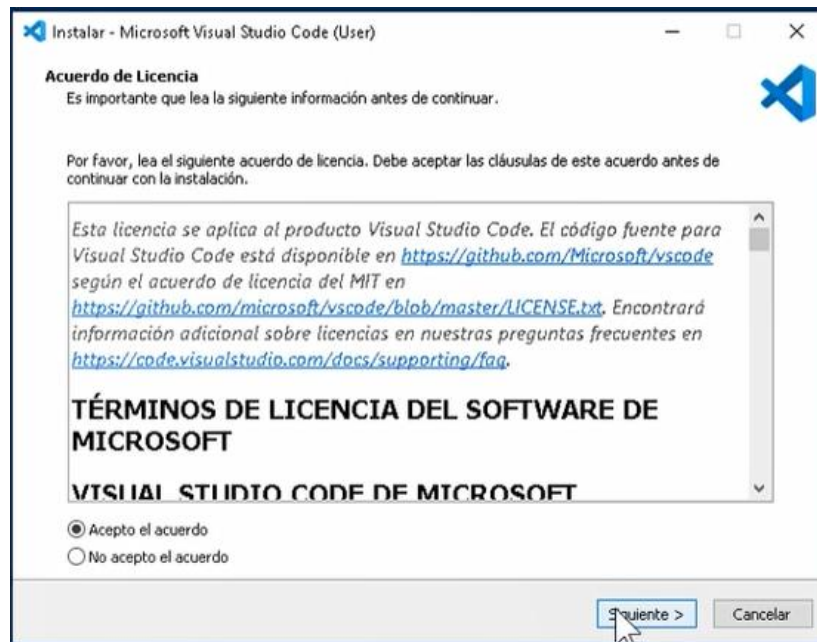 Instalar - Microsoft Visual Studio Code (User)
Acuerdo de Licencia
Es importante que lea la siguiente información antes de continuar.
Por favor, lea el siguiente acuerdo de licencia. Debe aceptar las cláusulas de este acuerdo antes de
continuar con la instalación.
Esta licencia se aplica al producto Visual Studio Code. El código fuente para
Visual Studio Code está disponible en https://github.com/Microsoft/vscode
según el acuerdo de licencia del MIT en
https://github.com/microsoft/vscode/blob/master/LICENSE.txt. Encontrará
información adicional sobre licencias en nuestras preguntas frecuentes en
https://code.visualstudio.com/docs/supporting/faq.
TÉRMINOS DE LICENCIA DEL SOFTWARE DE
MICROSOFT
VISUAL STUDIO CODE DE MICROSOFT
Acepto el acuerdo
No acepto el acuerdo
Siguiente > Cancelar